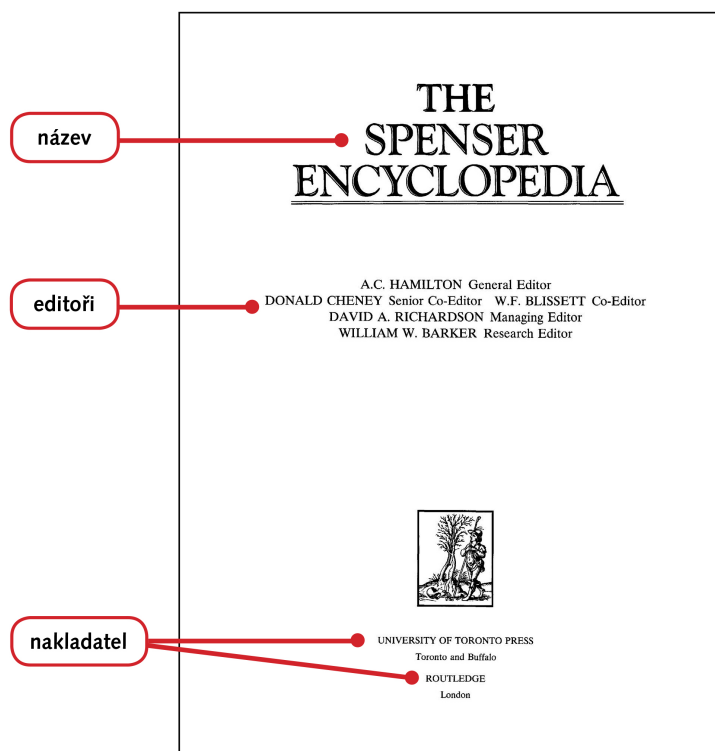 název
THE
SPENSER
ENCYCLOPEDIA
editoři
A.C. HAMILTON General Editor
DONALD CHENEY Senior Co-Editor W.F. BLISSETT Co-Editor
DAVID A. RICHARDSON Managing Editor
WILLIAM W. BARKER Research Editor
nakladatel
UNIVERSITY OF TORONTO PRESS
Toronto and Buffalo
ROUTLEDGE
London